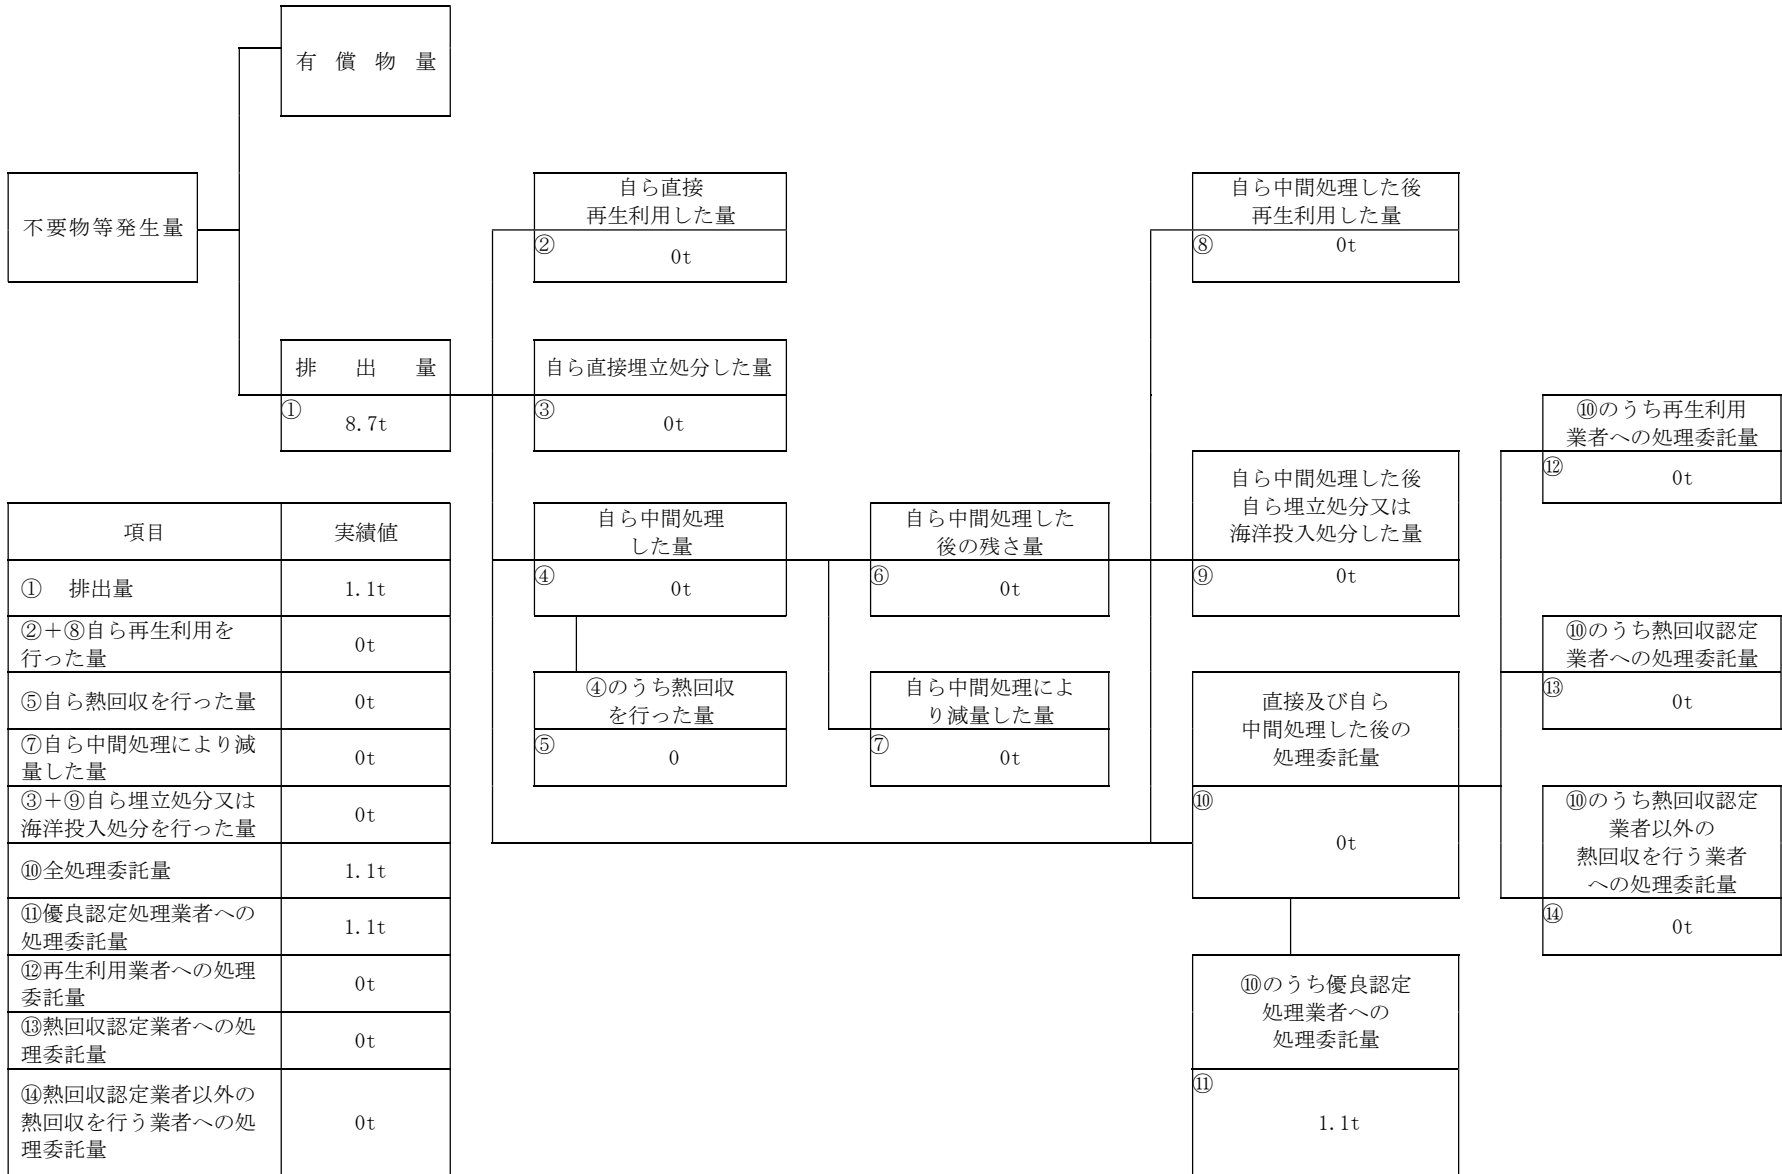 有 償 物 量
不要物等発生量
自ら直接
再生利用した量
② 0t
自ら中間処理した後
再生利用した量
⑧ 0t
排 出 量
① 8.7t
自ら直接埋立処分した量
③ 0t
自ら中間処理
した量
④ 0t
④のうち熱回収
を行った量
⑤ 0
自ら中間処理した
後の残さ量
⑥ 0t
自ら中間処理によ
り減量した量
⑦ 0t
自ら中間処理した後
自ら埋立処分又は
海洋投入処分した量
⑨ 0t
直接及び自ら
中間処理した後の
処理委託量
⑩
0t
⑩のうち優良認定
処理業者への
処理委託量
⑪
1.1t
⑩のうち再生利用
業者への処理委託量
⑫ 0t
⑩のうち熱回収認定
業者への処理委託量
⑬ 0t
⑩のうち熱回収認定
業者以外の
熱回収を行う業者
への処理委託量
⑭ 0t
項目 実績値
① 排出量 1.1t
②+⑧自ら再生利用を
行った量 0t
⑤自ら熱回収を行った量 0t
⑦自ら中間処理により減
量した量 0t
③+⑨自ら埋立処分又は
海洋投入処分を行った量 0t
⑩全処理委託量 1.1t
⑪優良認定処理業者への
処理委託量 1.1t
⑫再生利用業者への処理
委託量 0t
⑬熱回収認定業者への処
理委託量 0t
⑭熱回収認定業者以外の
熱回収を行う業者への処
理委託量 0t